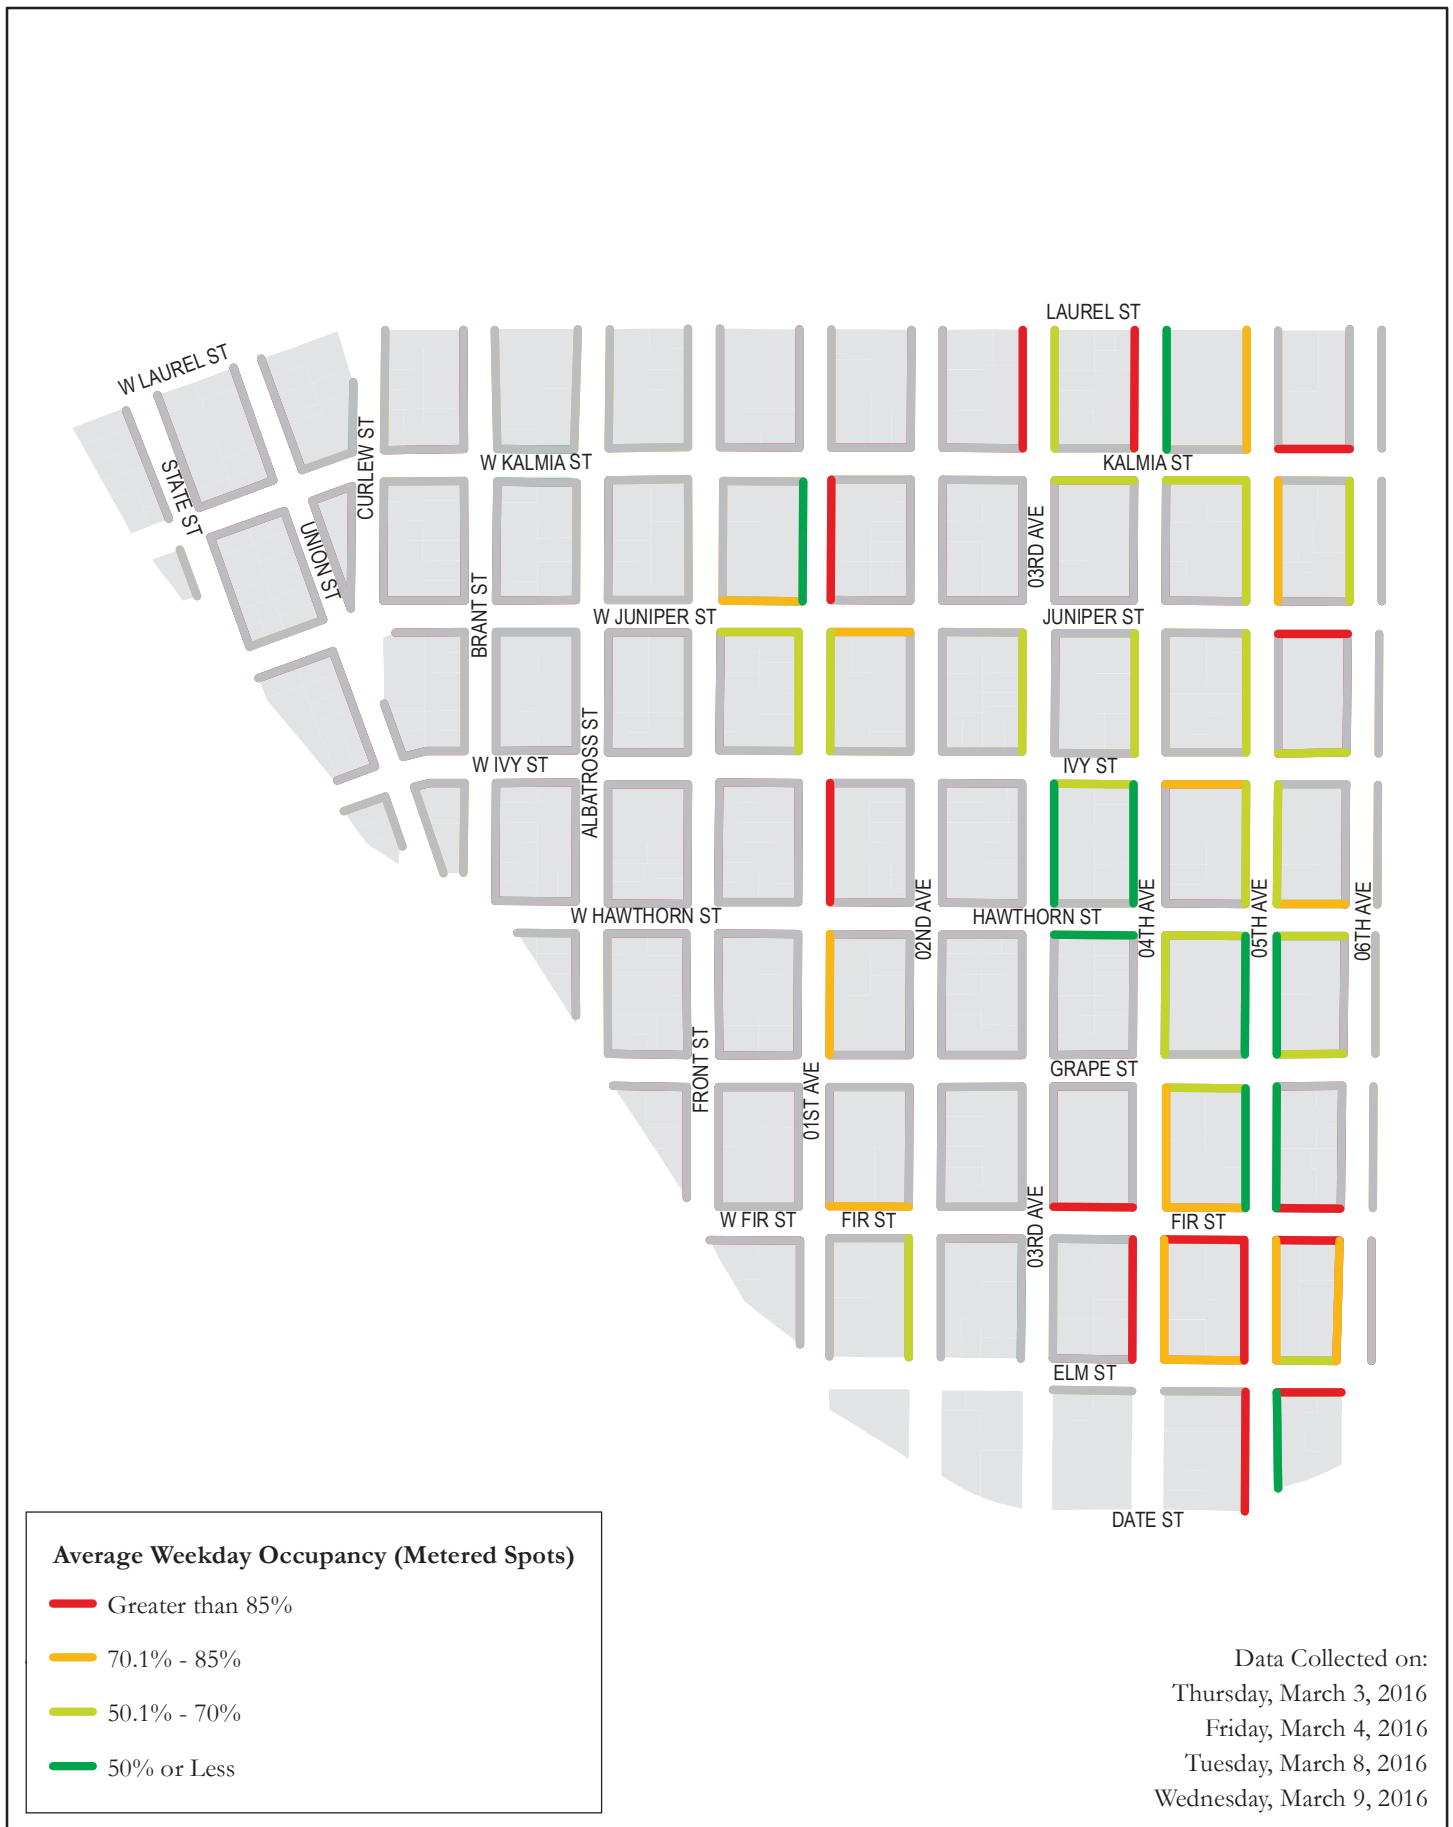 LAUREL ST
W LAUREL ST
CURLEW ST
STATE ST
W KALMIA ST
KALMIA ST
UNION ST
03RD AVE
BRANT ST
W JUNIPER ST
JUNIPER ST
ALBATROSS ST
W IVY ST
IVY ST
W HAWTHORN ST
HAWTHORN ST
02ND AVE
04TH AVE
05TH AVE
06TH AVE
FRONT ST
01ST AVE
GRAPE ST
W FIR ST
FIR ST
03RD AVE
FIR ST
ELM ST
DATE ST
Average Weekday Occupancy (Metered Spots)
Greater than 85%
70.1% - 85%
50.1% - 70%
50% or Less
Data Collected on:
Thursday, March 3, 2016
Friday, March 4, 2016
Tuesday, March 8, 2016
Wednesday, March 9, 2016